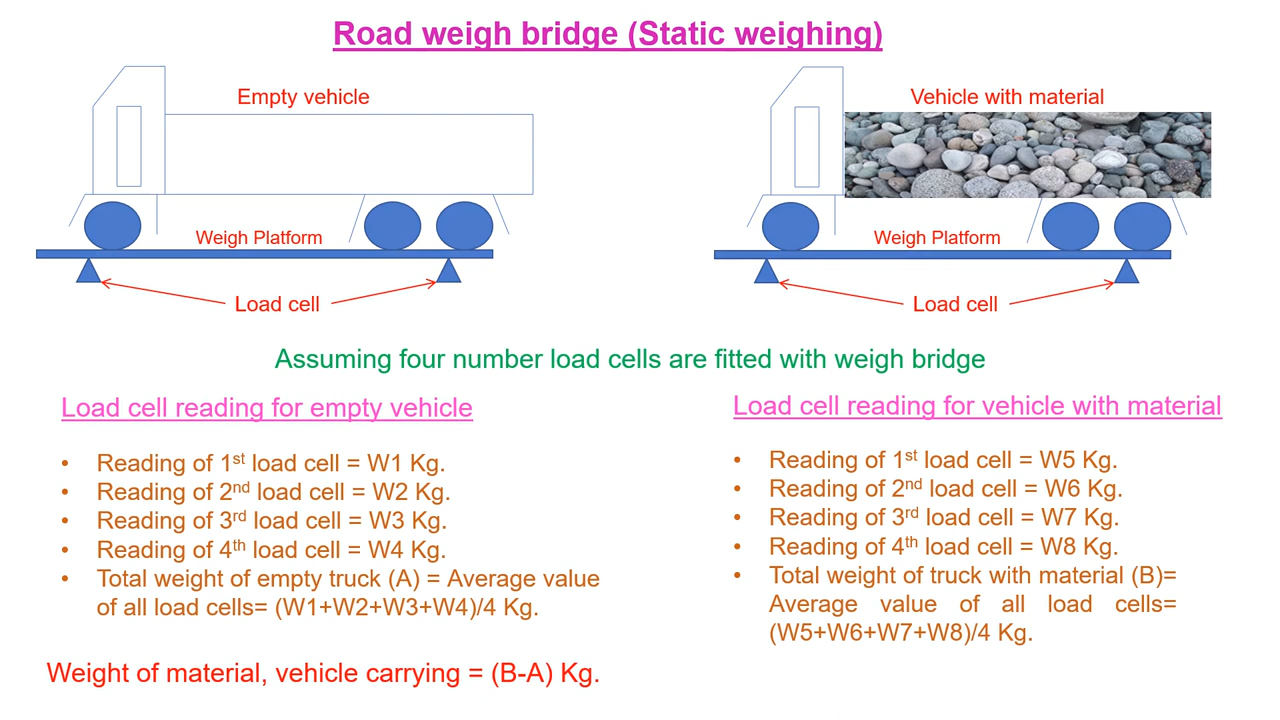 Road weigh bridge (Static weighing)
Empty vehicle
Weigh Platform
Load cell
Vehicle with material
Weigh Platform
Load cell
Assuming four number load cells are fitted with weigh bridge
Load cell reading for empty vehicle
• Reading of 1st load cell = W1 Kg.
• Reading of 2nd load cell = W2 Kg.
• Reading of 3rd load cell = W3 Kg.
• Reading of 4th load cell = W4 Kg.
• Total weight of empty truck (A) = Average value
of all load cells= (W1+W2+W3+W4)/4 Kg.
Load cell reading for vehicle with material
• Reading of 1st load cell = W5 Kg.
• Reading of 2nd load cell = W6 Kg.
• Reading of 3rd load cell = W7 Kg.
• Reading of 4th load cell = W8 Kg.
• Total weight of truck with material (B)=
Average value of all load cells=
(W5+W6+W7+W8)/4 Kg.
Weight of material, vehicle carrying = (B-A) Kg.